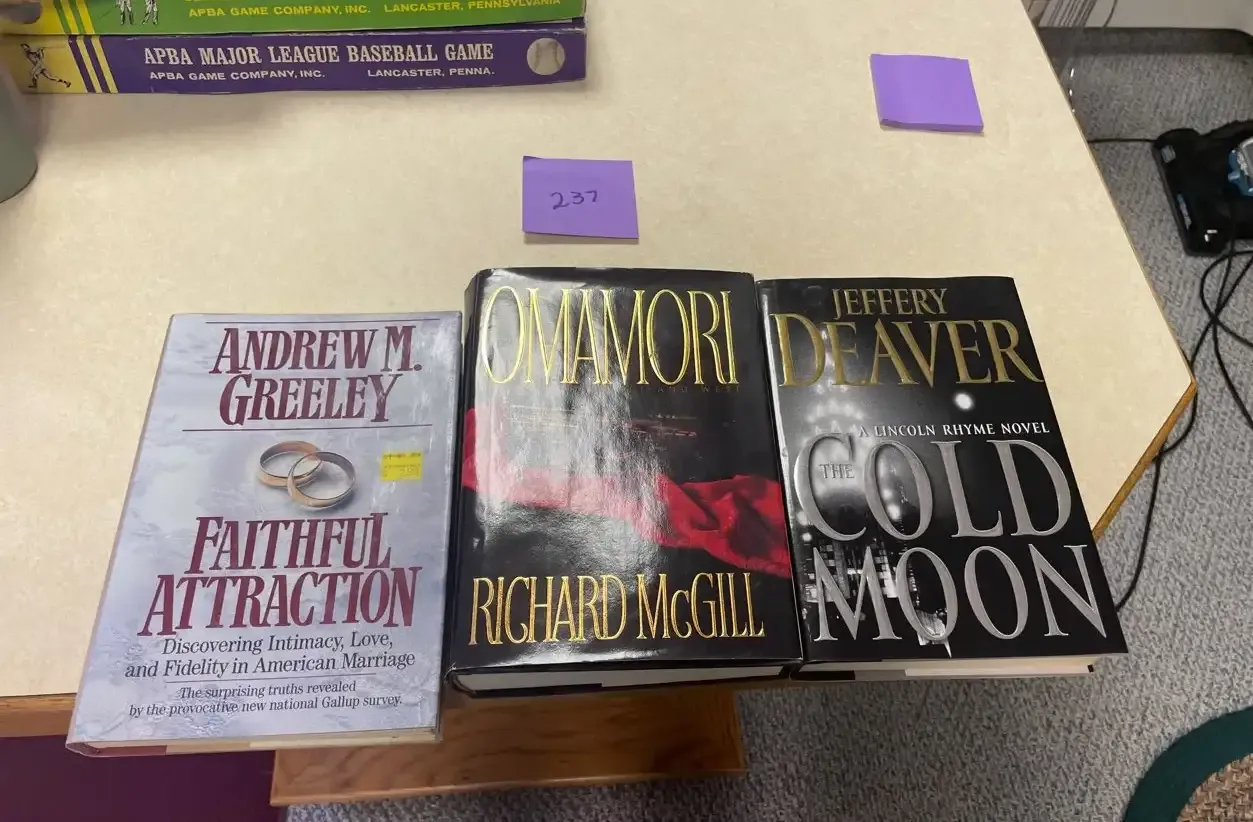 APBA GAME COMPANY, INC. LANCASTER, PENNSYLVANIA
APBA MAJOR LEAGUE BASEBALL GAME
APBA GAME COMPANY, INC. LANCASTER, PENNA.
237
ANDREW M.
GREELEY
FAITHFUL
ATTRACTION
Discovering Intimacy, Love,
and Fidelity in American Marriage
The surprising truths revealed
by the provocative new national Gallup survey.
OMAMORI
RICHARD McGILL
JEFFERY
DEAVER
A LINCOLN RHYME NOVEL
THE
COLD
MOON